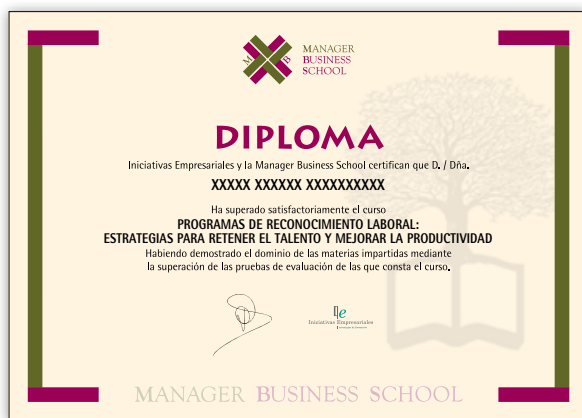 M B
MANAGER
BUSINESS
SCHOOL
DIPLOMA
Iniciativas Empresariales y la Manager Business School certifican que D. / Dña.
XXXXX XXXXXX XXXXXXXXXX
Ha superado satisfactoriamente el curso
PROGRAMAS DE RECONOCIMIENTO LABORAL:
ESTRATEGIAS PARA RETENER EL TALENTO Y MEJORAR LA PRODUCTIVIDAD
Habiendo demostrado el dominio de las materias impartidas mediante
la superación de las pruebas de evaluación de las que consta el curso.
Ie
Iniciativas Empresariales
MANAGER BUSINESS SCHOOL